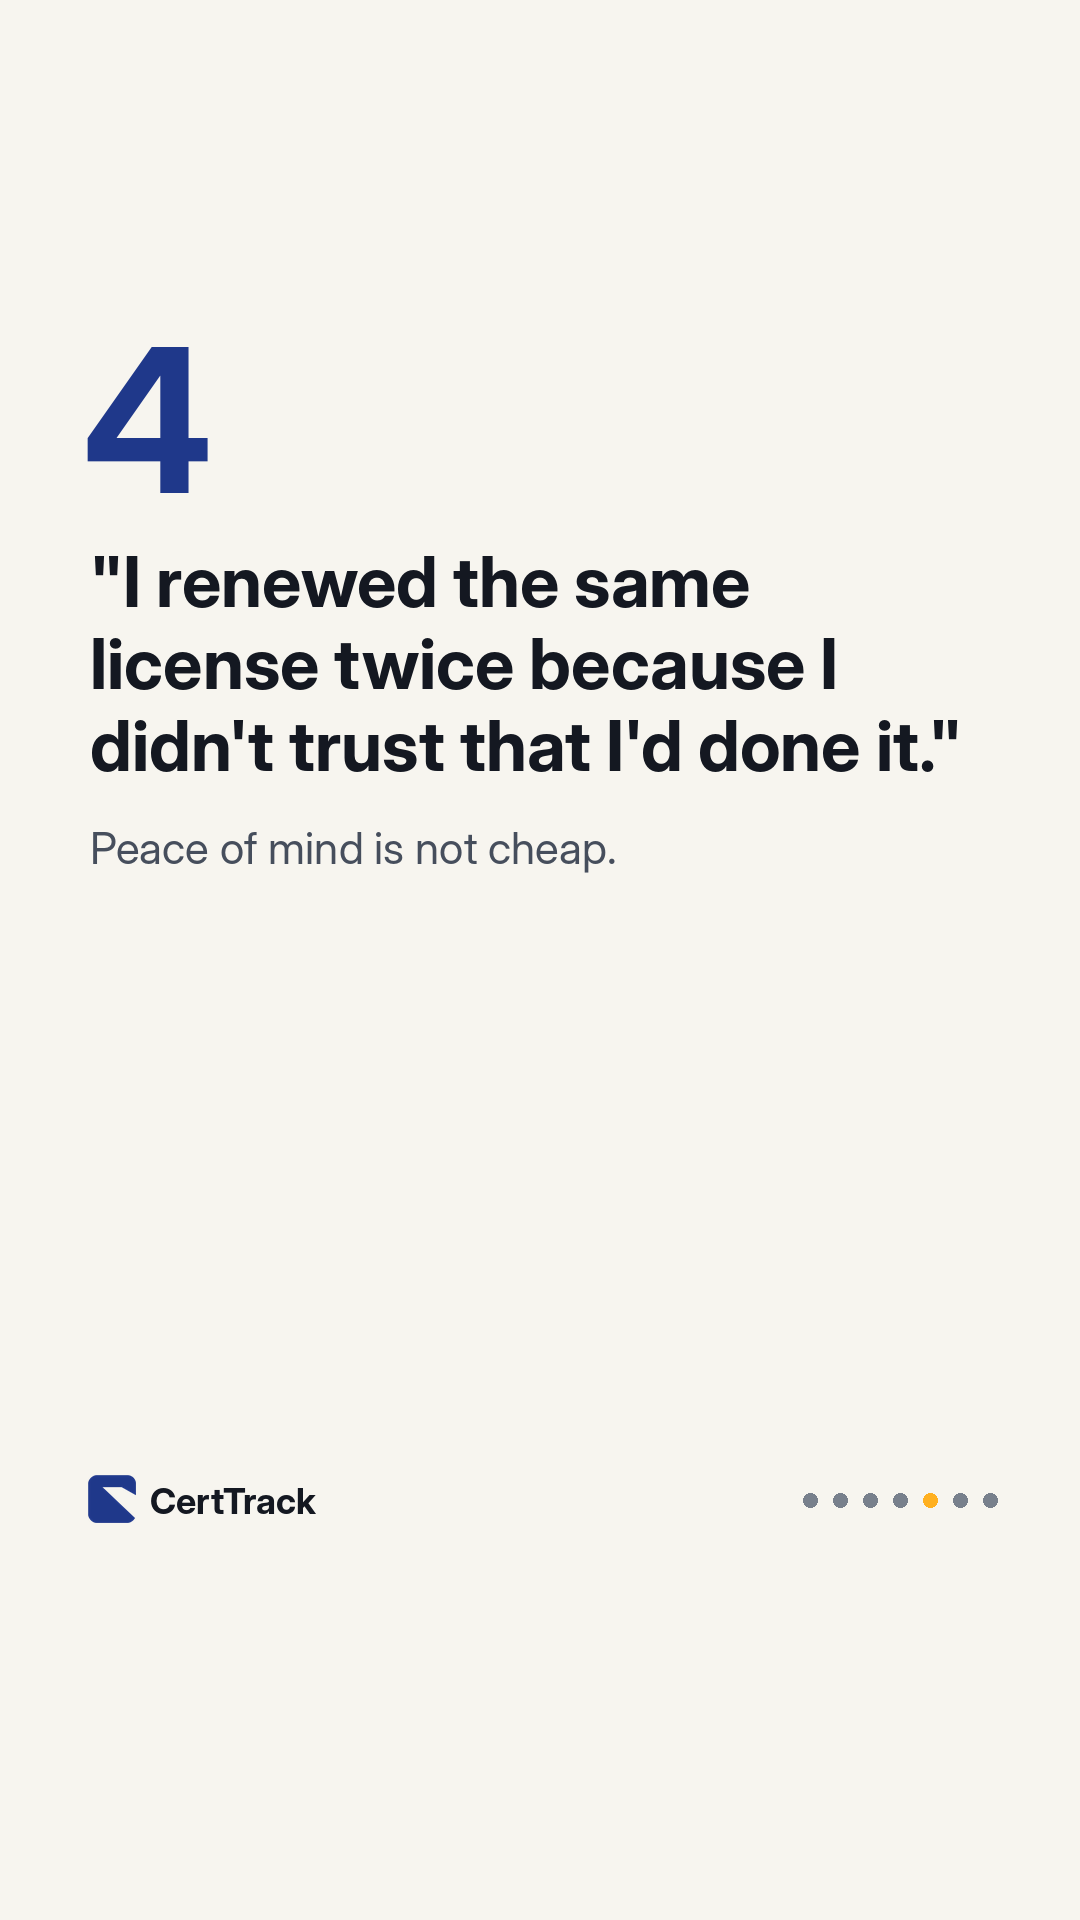 4
"I renewed the same
license twice because I
didn't trust that I'd done it."
Peace of mind is not cheap.
CertTrack